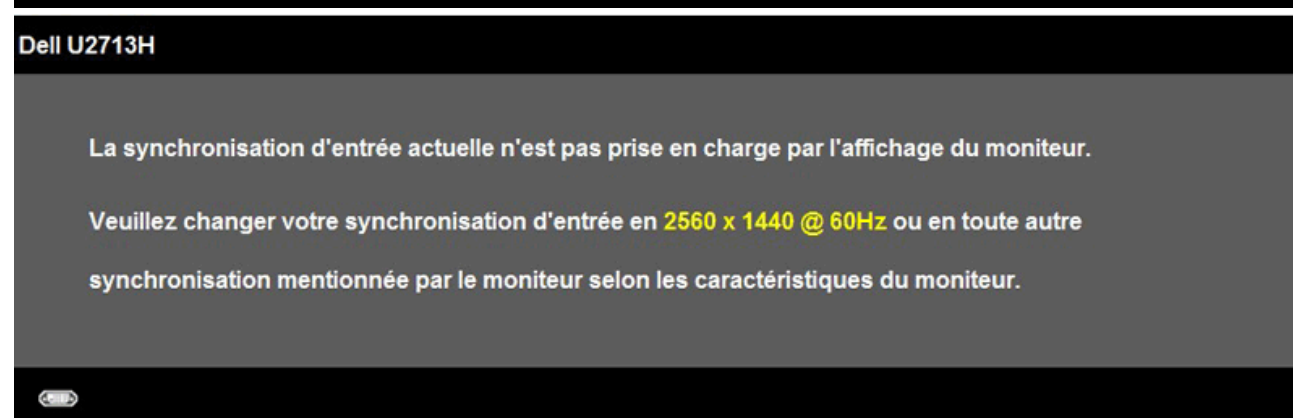 Dell U2713H
La synchronisation d'entrée actuelle n'est pas prise en charge par l'affichage du moniteur.
Veuillez changer votre synchronisation d'entrée en 2560 x 1440 @ 60Hz ou en toute autre
synchronisation mentionnée par le moniteur selon les caractéristiques du moniteur.